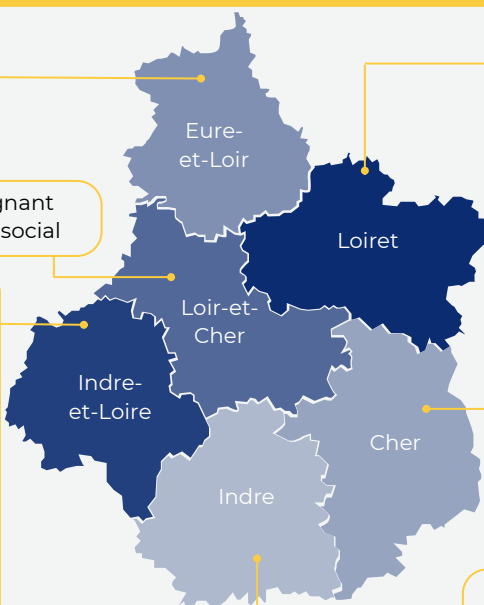 Eure-
et-Loir
gnant
social
Loiret
Loir-et-
Cher
Indre-
et-Loire
Cher
Indre